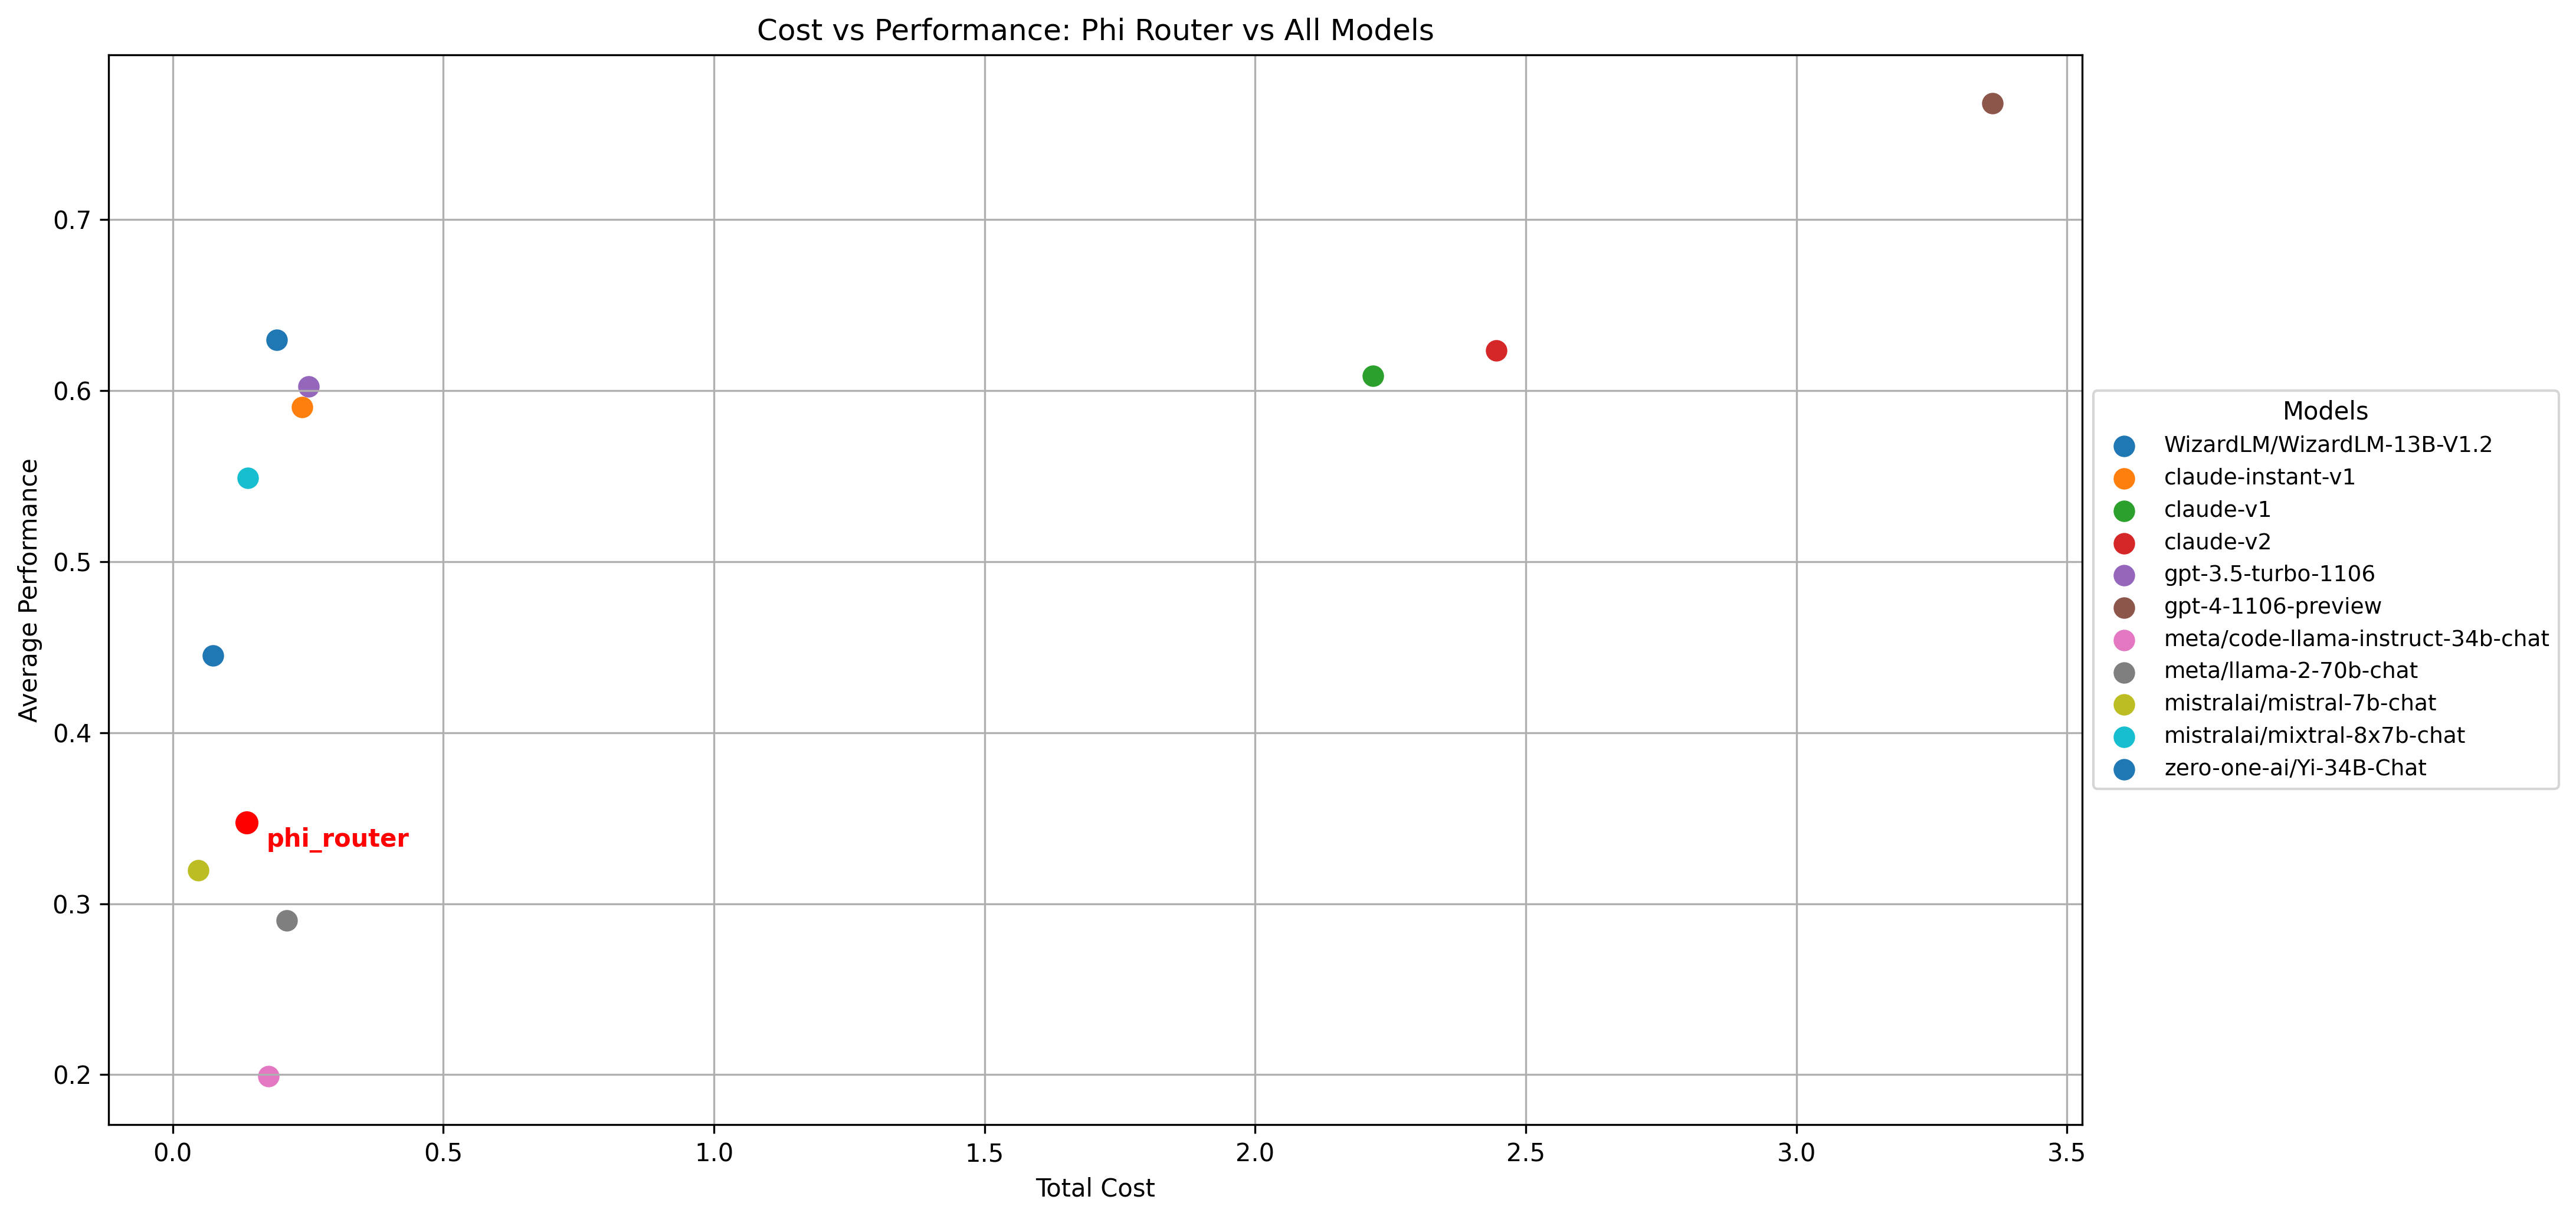 Cost vs Performance: Phi Router vs All Models
Average Performance
0.7
0.6
0.5
0.4
0.3
0.2
phi_router
0.0 0.5 1.0 1.5 2.0 2.5 3.0 3.5
Total Cost
Models
WizardLM/WizardLM-13B-V1.2
claude-instant-v1
claude-v1
claude-v2
gpt-3.5-turbo-1106
gpt-4-1106-preview
meta/code-llama-instruct-34b-chat
meta/llama-2-70b-chat
mistralai/mistral-7b-chat
mistralai/mixtral-8x7b-chat
zero-one-ai/Yi-34B-Chat